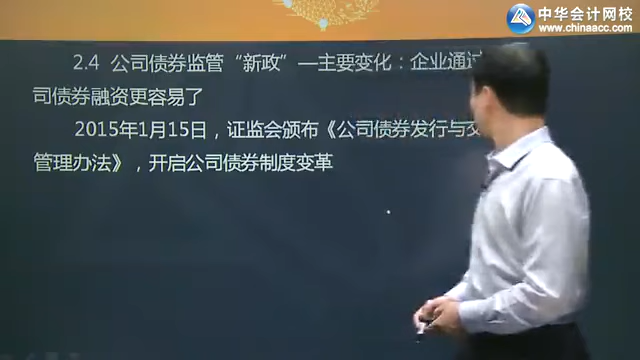 中华会计网校
www.chinaacc.com
2.4 公司债券监管“新政”—主要变化：企业通过
司债券融资更容易了
2015年1月15日，证监会颁布《公司债券发行与交
管理办法》，开启公司债券制度变革